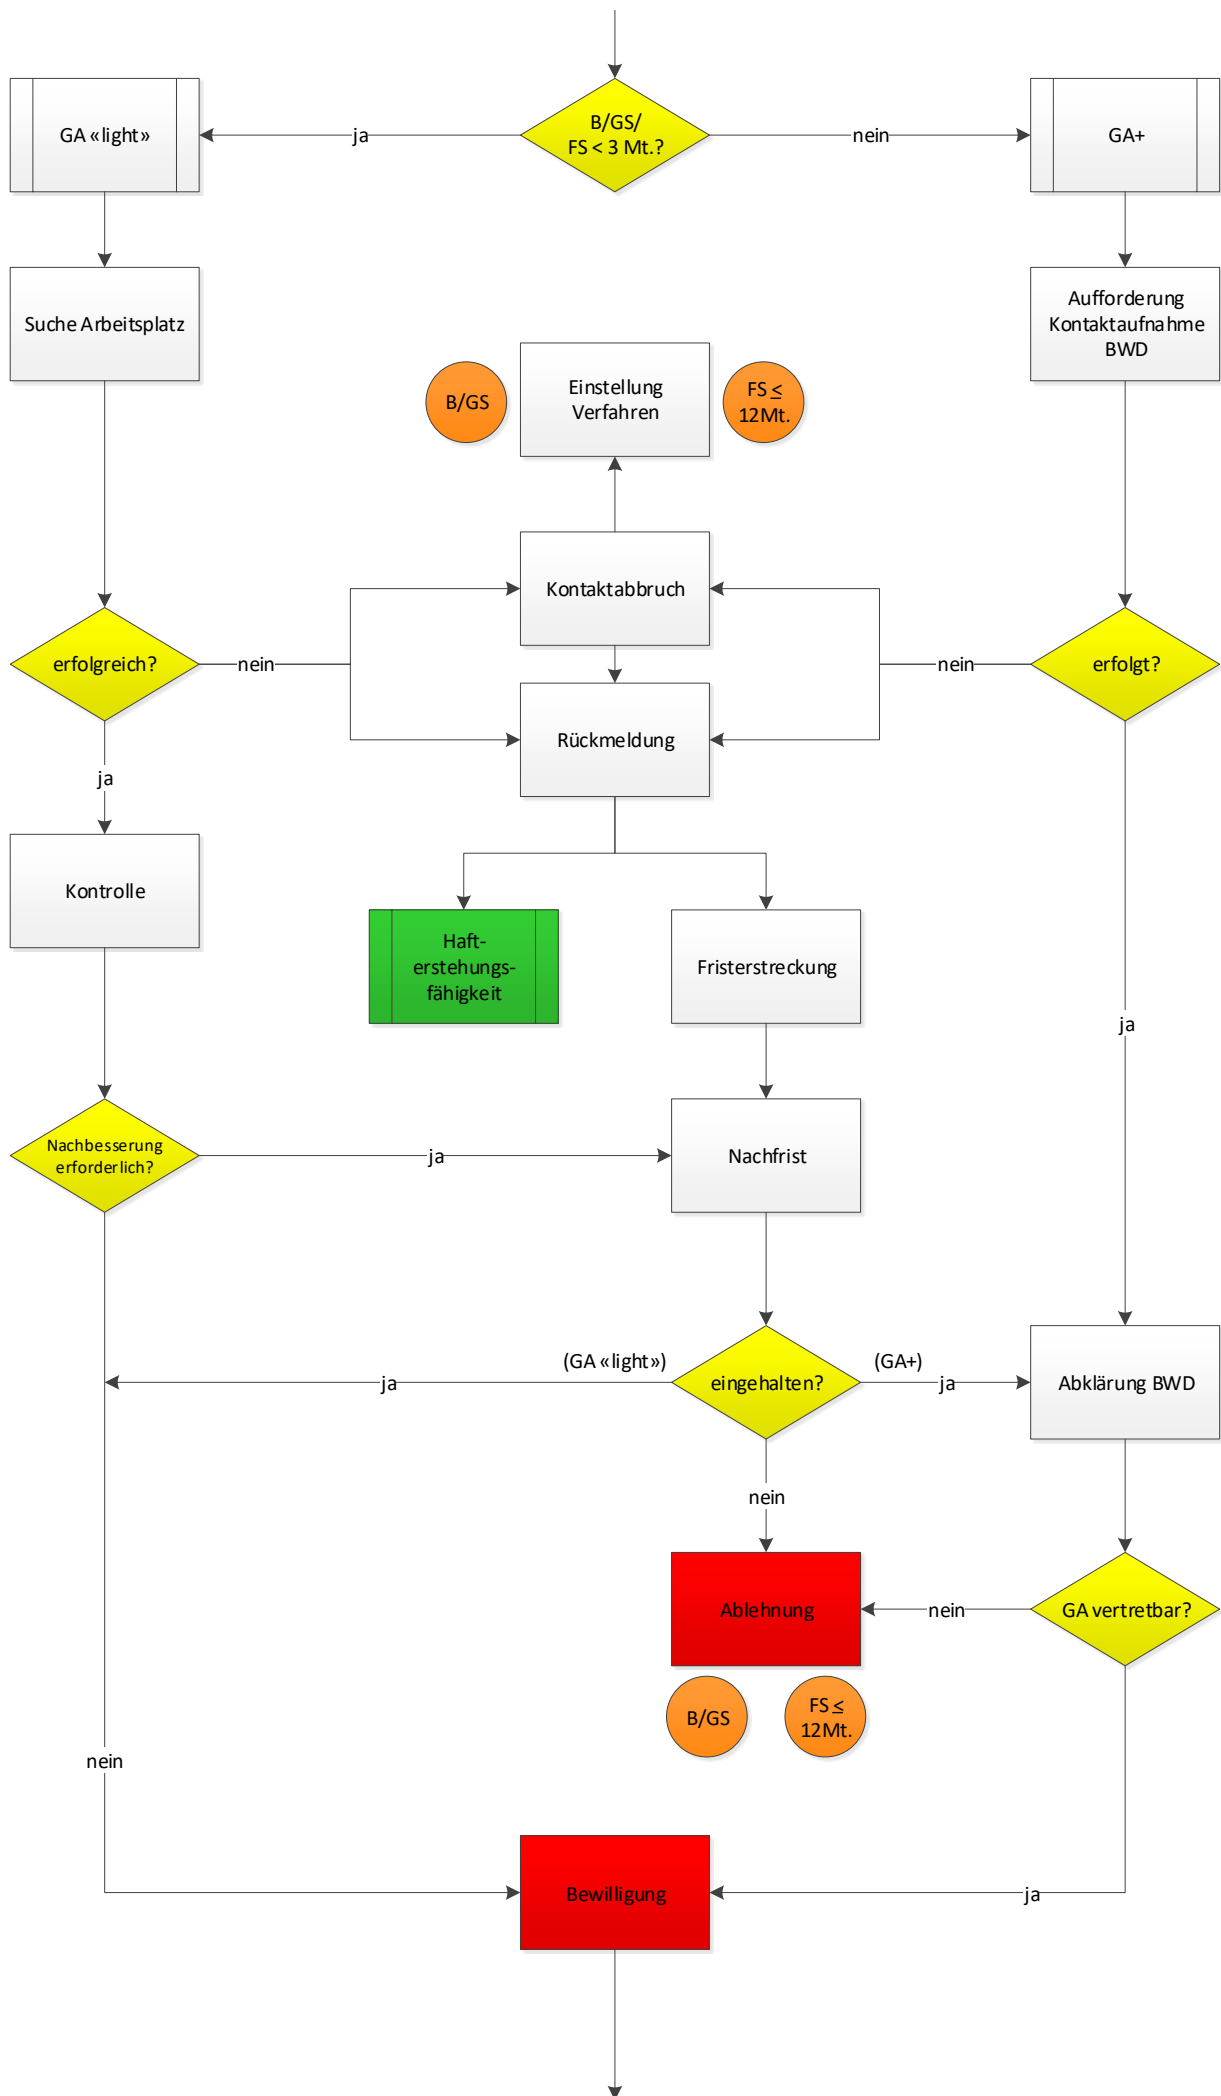 GA «light»
ja
B/GS/
FS < 3 Mt.?
nein
GA+
Suche Arbeitsplatz
Aufforderung
Kontaktaufnahme
BWD
B/GS
Einstellung
Verfahren
FS ≤
12Mt.
Kontaktabbruch
erfolgreich?
nein
nein
erfolgt?
Rückmeldung
ja
Kontrolle
Haft-
erstehungs-
fähigkeit
Fristerstreckung
ja
Nachbesserung
erforderlich?
ja
Nachfrist
(GA «light»)
(GA+)
ja
eingehalten?
ja
Abklärung BWD
nein
Ablehnung
nein
GA vertretbar?
B/GS
FS ≤
12Mt.
nein
Bewilligung
ja